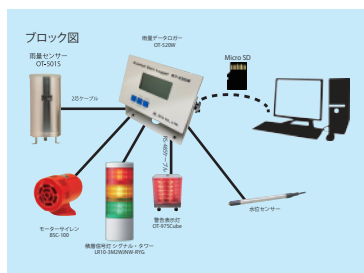 ブロック図
雨量センサー
OT-501S
雨量データロガー
OT-520W
Micro SD
2芯ケーブル
RS-485ケーブル
モーターサイレン
BSC-100
積層信号灯 シグナル・タワー
LR10-3M2WJNW-RYG
警告表示灯
OT-975Cube
水位センサー